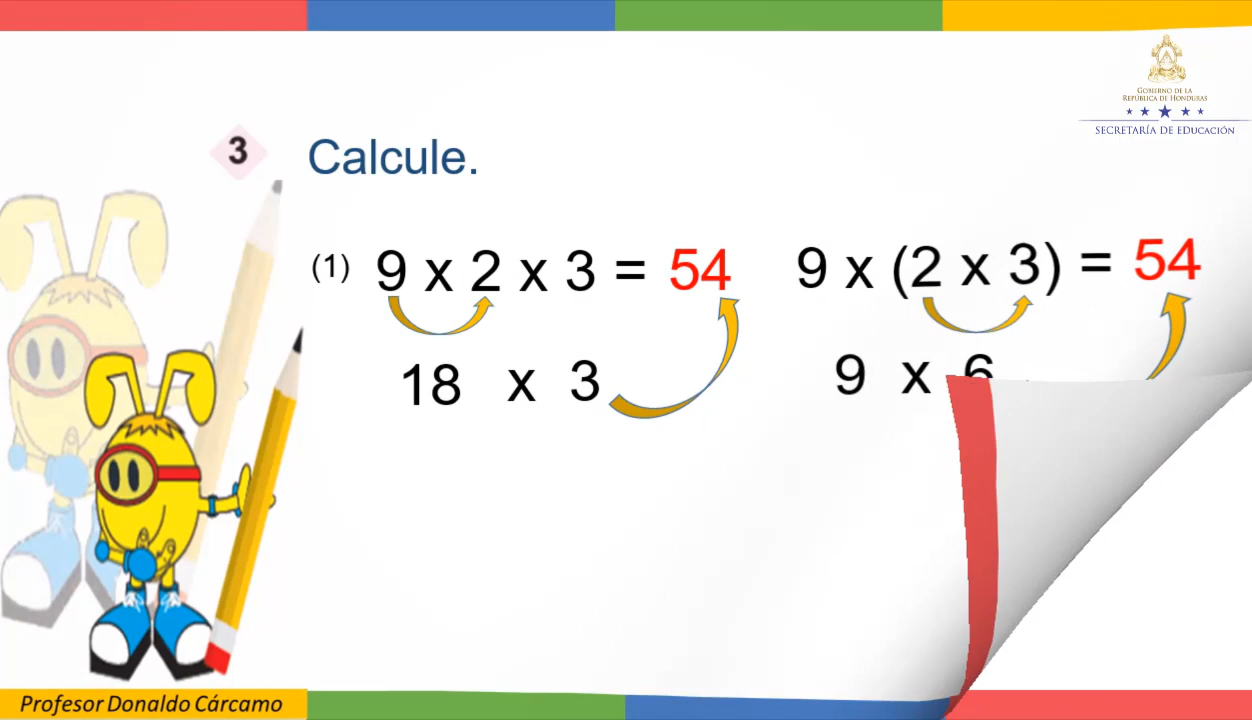 GOBIERNO DE LA
REPÚBLICA DE HONDURAS
SECRETARÍA DE EDUCACIÓN
3 Calcule.
(1) 9 x 2 x 3 = 54
18 x 3
9 x (2 x 3) = 54
9 x 6
Profesor Donaldo Cárcamo